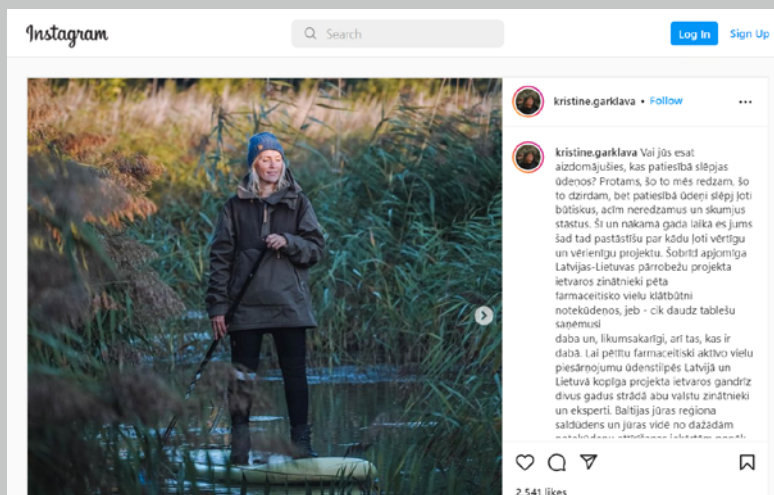 Instagram
Search
Log In
Sign Up
kristine.garklava • Follow
kristine.garklava Vai jūs esat
aizdomājušies, kas patiesībā slēpjas
ūdeņos? Protams, šo to mēs redzam, šo
to dzirdam, bet patiesībā ūdeņi slēpj ļoti
būtiskus, acīm neredzamus un skumjus
stāstus. Šī un nākamā gada laikā es jums
šad tad pastāstīšu par kādu ļoti vērtīgu
un vērienīgu projektu. Šobrīd apjomīga
Latvijas-Lietuvas pārrobežu projekta
ietvaros zinātnieki pēta
farmaceitisko vielu klātbūtni
notekūdeņos, jeb - cik daudz tablešu
saņēmusi
daba un, likumsakarīgi, arī tas, kas ir
dabā. Lai pētītu farmaceitiski aktīvo vielu
piesārņojumu ūdenstilpēs Latvijā un
Lietuvā kopīga projekta ietvaros gandrīz
divus gadus strādā abu valstu zinātnieki
un eksperti. Baltijas jūras reģiona
saldūdens un jūras vidē no dažādām
2 541 likes